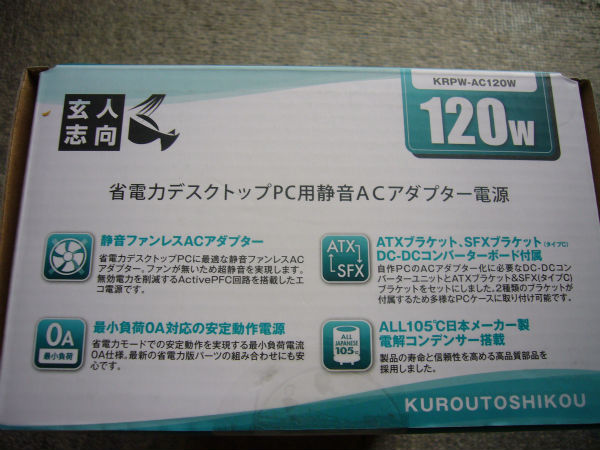 KRPW-AC120W
120W
玄人
志向
省電力デスクトップPC用静音ACアダプター電源
静音ファンレスACアダプター
省電力デスクトップPCに最適な静音ファンレスAC
アダプター。ファンが無いため超静音を実現します。
無効電力を削減するActivePFC回路を搭載したエ
コ電源です。
ATX
SFX
ATXブラケット、SFXブラケット(タイプC)
DC-DCコンバーターボード付属
自作PCのACアダプター化に必要なDC-DCコン
バーターユニットとATXブラケット&SFX(タイプC)
ブラケットをセットにしました。2種類のブラケットが
付属するため多様なPCケースに取り付け可能です。
0A
最小負荷
最小負荷0A対応の安定動作電源
省電力モードでの安定動作を実現する最小負荷電流
0A仕様。最新の省電力版パーツの組み合わせにも安
心です。
ALL
JAPANESE
105℃
ALL105℃日本メーカー製
電解コンデンサー搭載
製品の寿命と信頼性を高める高品質部品を
採用しました。
KUROUTOSHIKOU